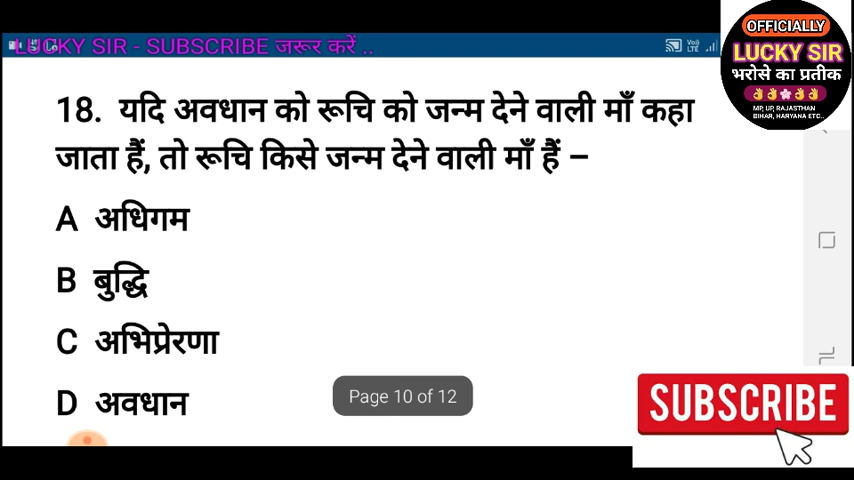 LUCKY SIR - SUBSCRIBE जरूर करें ..
OFFICIALLY
LUCKY SIR
भरोसे का प्रतीक
MP, UP, RAJASTHAN
BIHAR, HARYANA ETC..
18. यदि अवधान को रूचि को जन्म देने वाली माँ कहा
जाता हैं, तो रूचि किसे जन्म देने वाली माँ हैं –
A अधिगम
B बुद्धि
C अभिप्रेरणा
D अवधान
Page 10 of 12
SUBSCRIBE